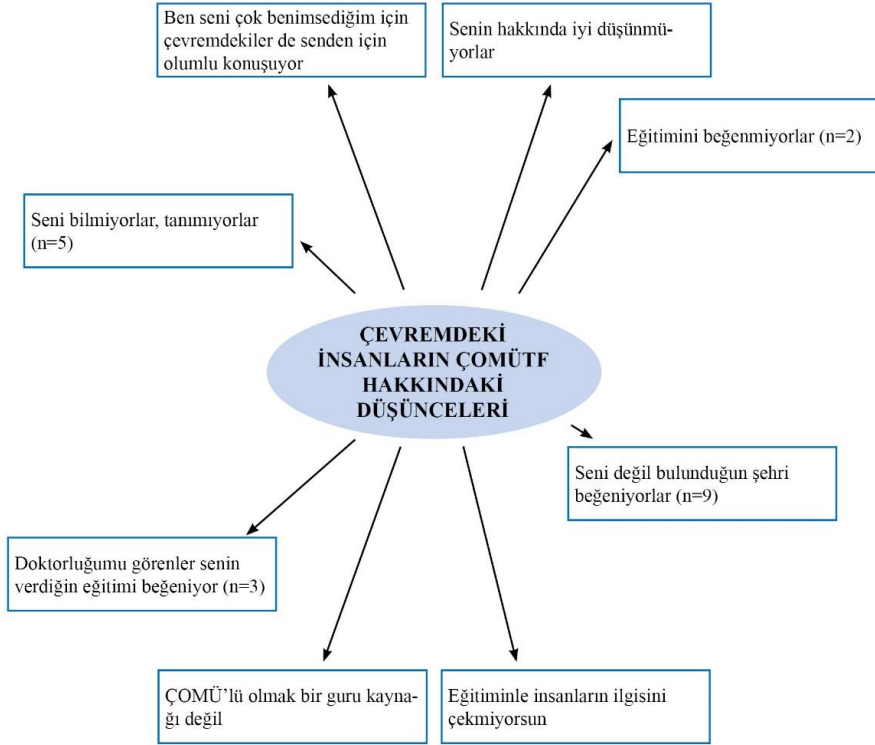 Ben seni çok benimsediğim için
çevremdekiler de senden için
olumlu konuşuyor
Senin hakkında iyi düşünmü-
yorlar
Eğitimini beğenmiyorlar (n=2)
Seni bilmiyorlar, tanımıyorlar
(n=5)
ÇEVREMDEKİ
İNSANLARIN ÇOMÜTF
HAKKINDAKİ
DÜŞÜNCELERİ
Seni değil bulunduğun şehri
beğeniyorlar (n=9)
Doktorluğumu görenler senin
verdiğin eğitimi beğeniyor (n=3)
ÇOMÜ’lü olmak bir guru kayna-
ğı değil
Eğitiminle insanların ilgisini
çekmiyorsun